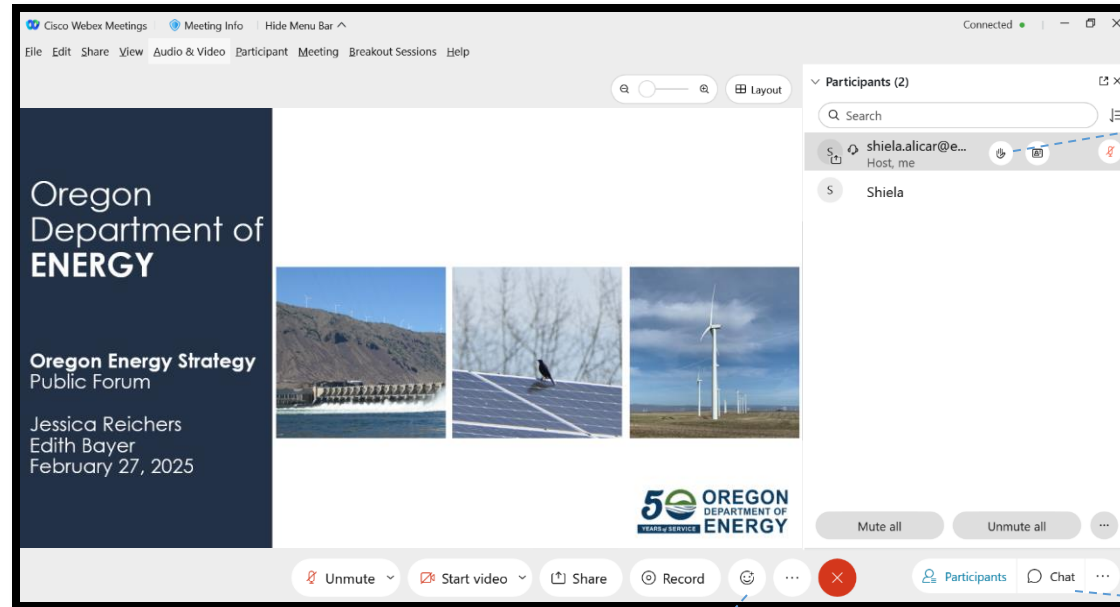 Cisco Webex Meetings Meeting Info Hide Menu Bar Connected
File Edit Share View Audio & Video Participant Meeting Breakout Sessions Help
Layout
Participants (2)
Search
S shiela.alicar@e...
Host, me
S Shiela
Oregon
Department of
ENERGY
Oregon Energy Strategy
Public Forum
Jessica Reichers
Edith Bayer
February 27, 2025
50 OREGON
DEPARTMENT OF
YEARS of SERVICE ENERGY
Mute all Unmute all ...
Unmute Start video Share Record ... Participants Chat ...